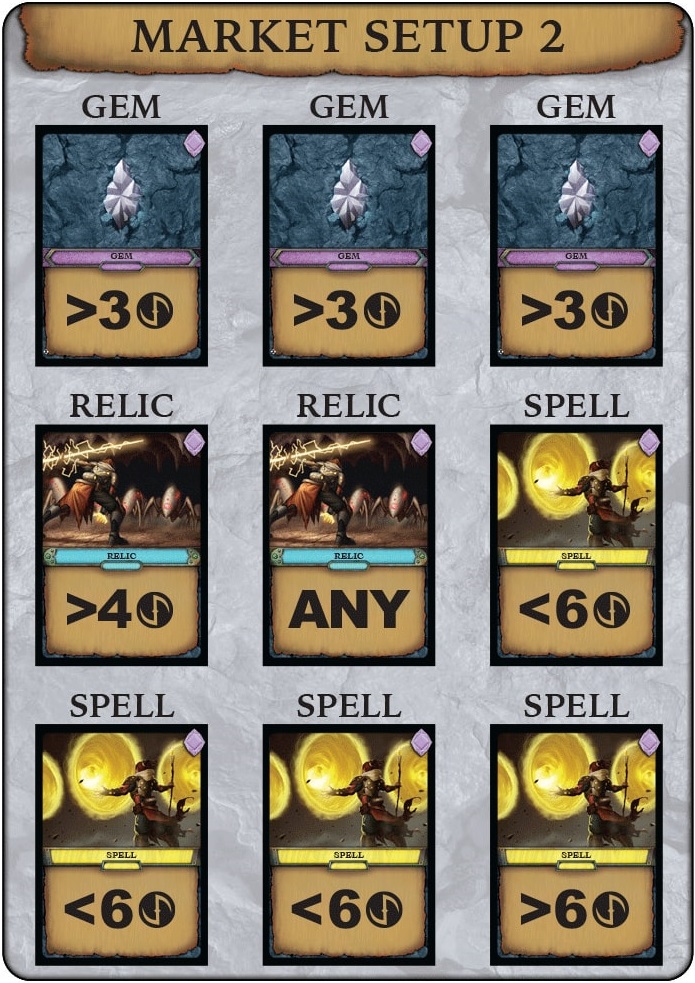 MARKET SETUP 2
GEM GEM GEM
GEM GEM GEM
>3 >3 >3
RELIC RELIC SPELL
RELIC RELIC SPELL
>4 ANY <6
SPELL SPELL SPELL
SPELL SPELL SPELL
<6 <6 >6